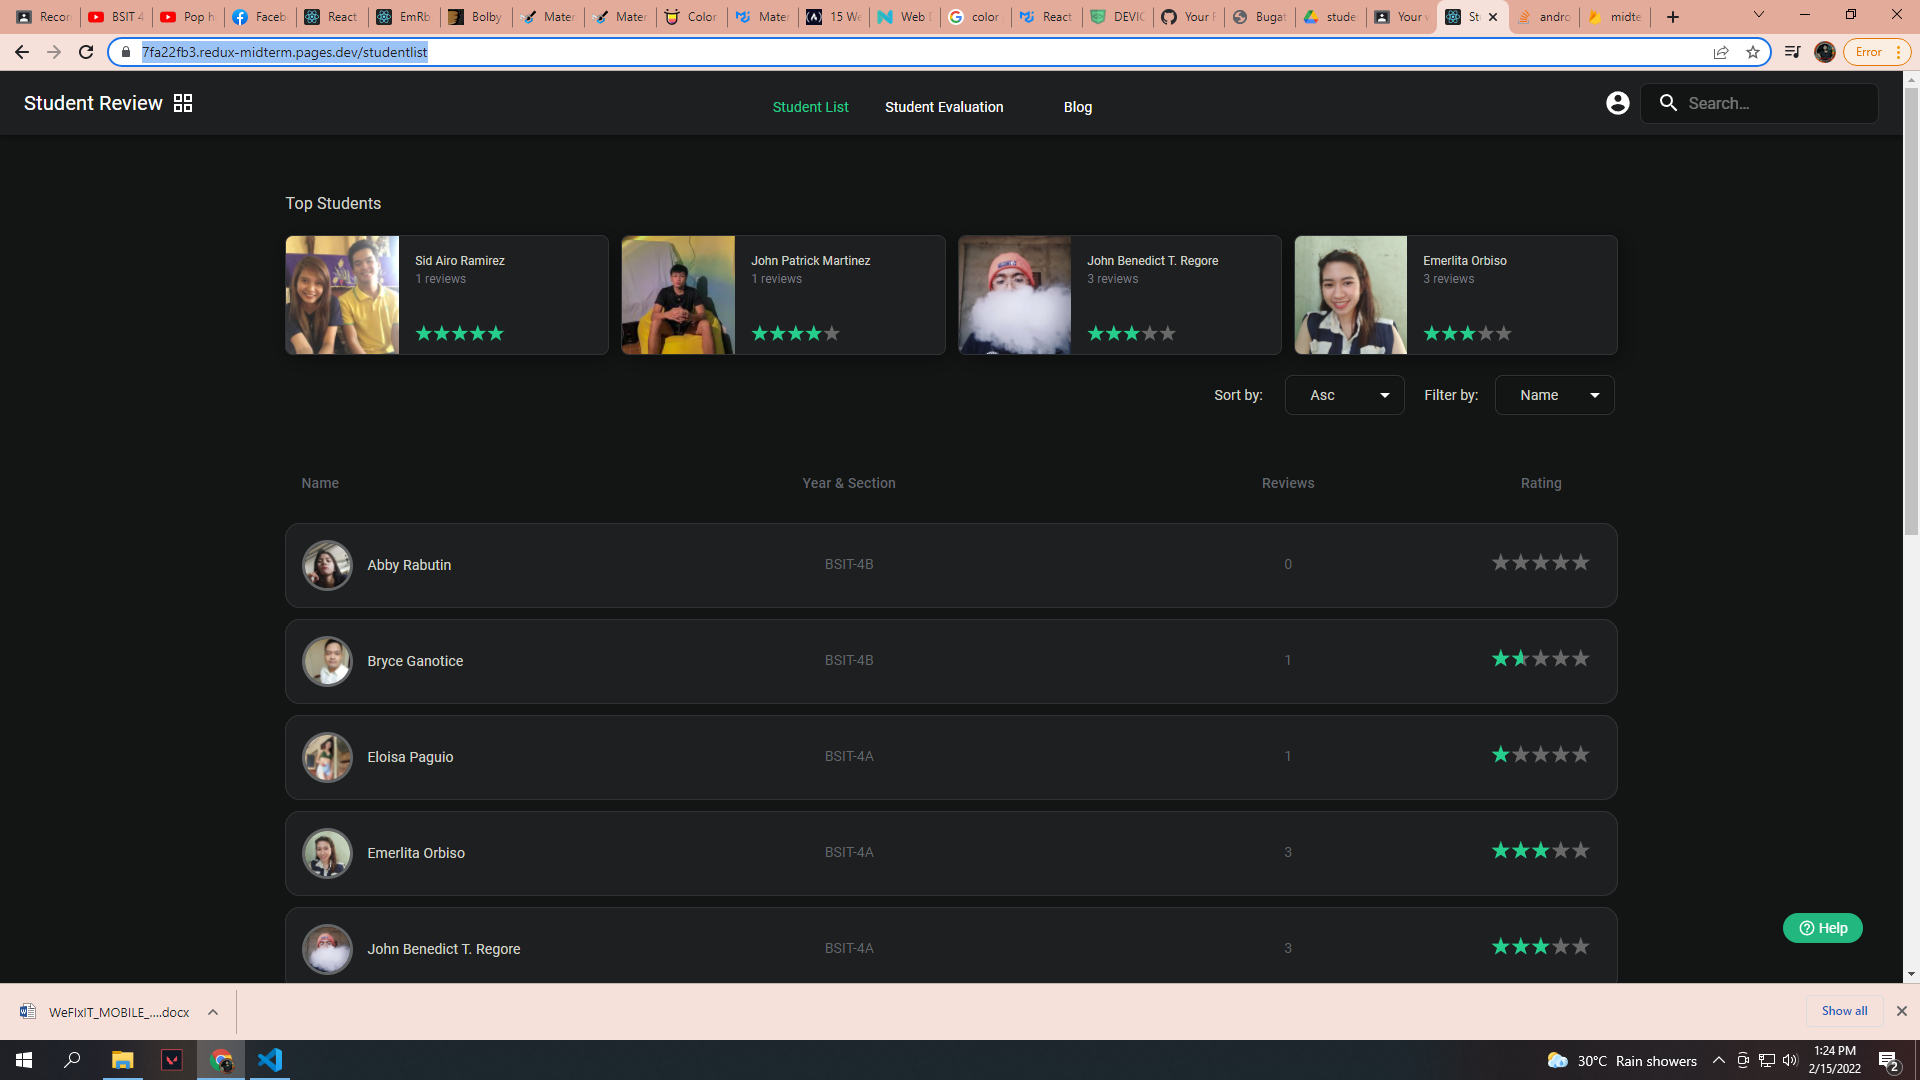 Recor
BSIT 4
Pop h
Faceb
React
EmRb
Bolby
Mater
Mater
Color
Mater
15 We
Web D
color
React
DEVIC
Your F
Bugat
stude
Your v
St
andro
midte
7fa22fb3.redux-midterm.pages.dev/studentlist
Error
Student Review
Student List
Student Evaluation
Blog
Search...
Top Students
Sid Airo Ramirez
1 reviews
John Patrick Martinez
1 reviews
John Benedict T. Regore
3 reviews
Emerlita Orbiso
3 reviews
Sort by: Asc Filter by: Name
Name Year & Section Reviews Rating
Abby Rabutin BSIT-4B 0
Bryce Ganotice BSIT-4B 1
Eloisa Paguio BSIT-4A 1
Emerlita Orbiso BSIT-4A 3
John Benedict T. Regore BSIT-4A 3
Help
WeFIxIT_MOBILE_....docx
Show all
30°C Rain showers
1:24 PM
2/15/2022
2